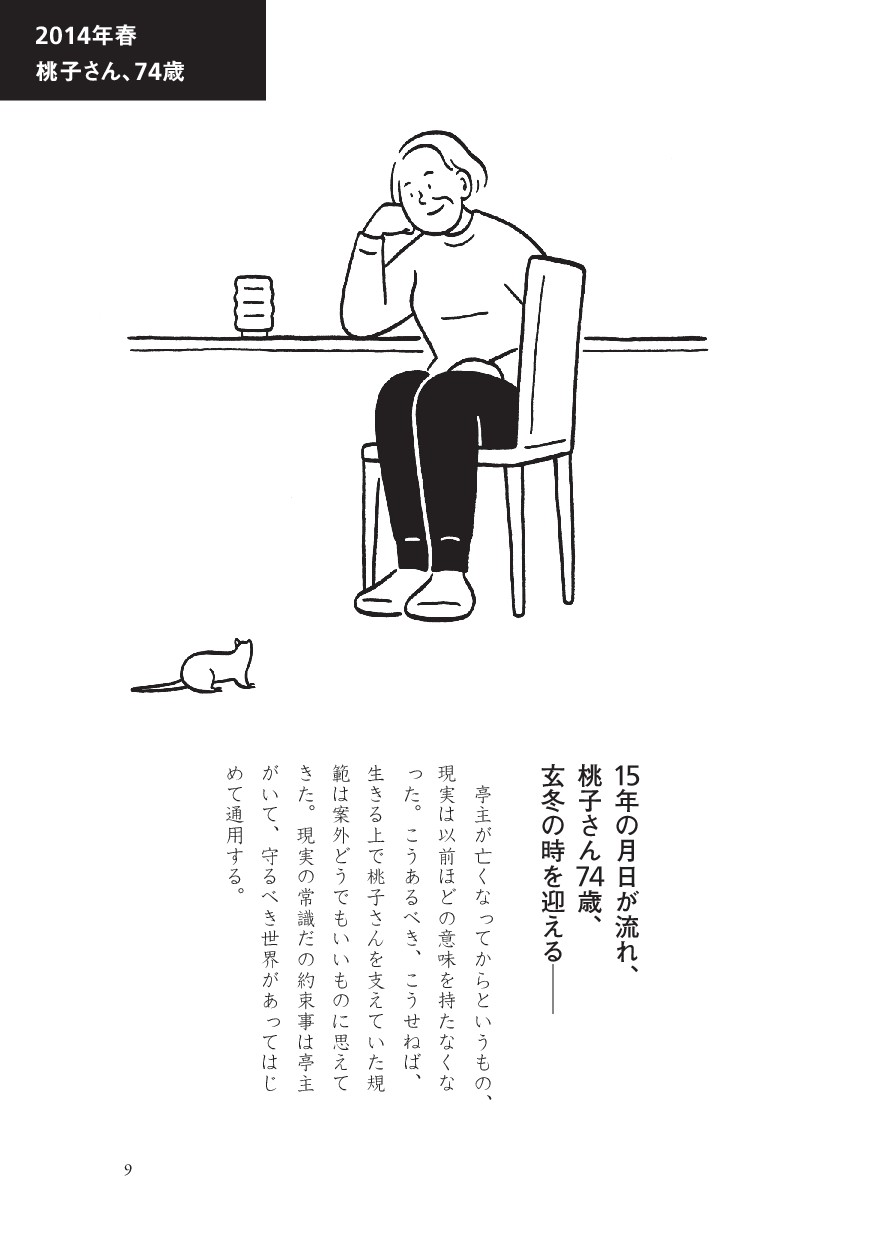 2014年春
桃子さん、74歳
15年の月日が流れ、
桃子さん74歳、
玄冬の時を迎える――
亭主が亡くなってからというもの、
現実は以前ほどの意味を持たなくな
った。こうあるべき、こうせねば、
生きる上で桃子さんを支えていた規
範は案外どうでもいいものに思えて
きた。現実の常識だの約束事は亭主
がいて、守るべき世界があってはじ
めて通用する。
9